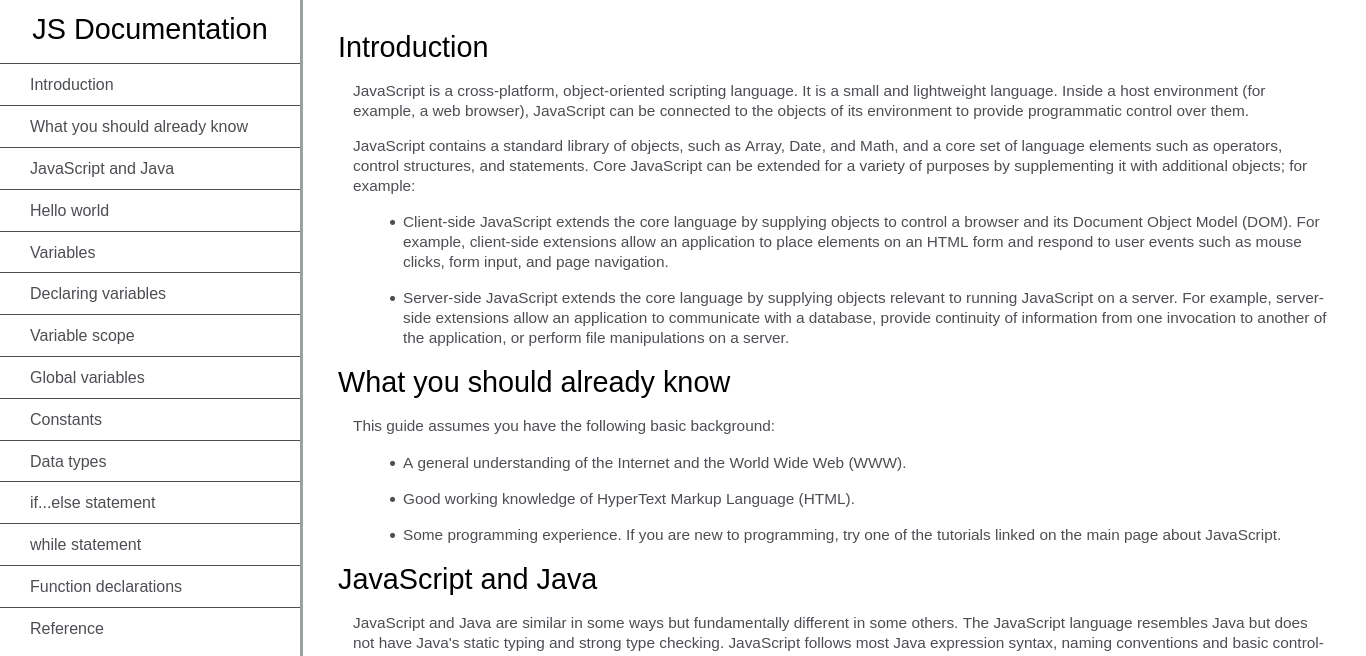 JS Documentation
Introduction
What you should already know
JavaScript and Java
Hello world
Variables
Declaring variables
Variable scope
Global variables
Constants
Data types
if...else statement
while statement
Function declarations
Reference
Introduction
JavaScript is a cross-platform, object-oriented scripting language. It is a small and lightweight language. Inside a host environment (for
example, a web browser), JavaScript can be connected to the objects of its environment to provide programmatic control over them.
JavaScript contains a standard library of objects, such as Array, Date, and Math, and a core set of language elements such as operators,
control structures, and statements. Core JavaScript can be extended for a variety of purposes by supplementing it with additional objects; for
example:
• Client-side JavaScript extends the core language by supplying objects to control a browser and its Document Object Model (DOM). For
example, client-side extensions allow an application to place elements on an HTML form and respond to user events such as mouse
clicks, form input, and page navigation.
• Server-side JavaScript extends the core language by supplying objects relevant to running JavaScript on a server. For example, server-
side extensions allow an application to communicate with a database, provide continuity of information from one invocation to another of
the application, or perform file manipulations on a server.
What you should already know
This guide assumes you have the following basic background:
• A general understanding of the Internet and the World Wide Web (WWW).
• Good working knowledge of HyperText Markup Language (HTML).
• Some programming experience. If you are new to programming, try one of the tutorials linked on the main page about JavaScript.
JavaScript and Java
JavaScript and Java are similar in some ways but fundamentally different in some others. The JavaScript language resembles Java but does
not have Java's static typing and strong type checking. JavaScript follows most Java expression syntax, naming conventions and basic control-